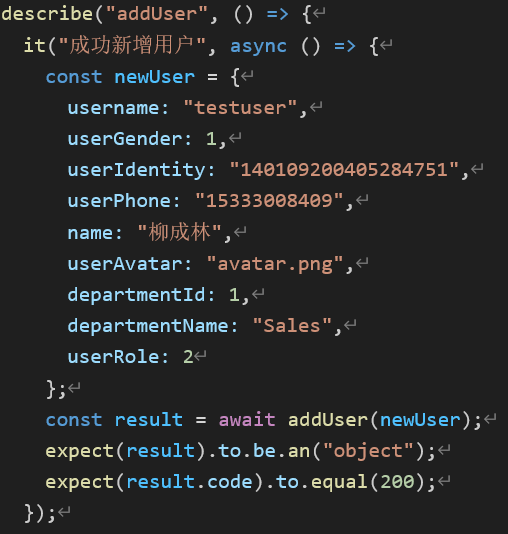 describe("addUser", () => {↵
it("成功新增用户", async () => {↵
const newUser = {↵
username: "testuser",↵
userGender: 1,↵
userIdentity: "140109200405284751",↵
userPhone: "15333008409",↵
name: "柳成林",↵
userAvatar: "avatar.png",↵
departmentId: 1,↵
departmentName: "Sales",↵
userRole: 2↵
};↵
const result = await addUser(newUser);↵
expect(result).to.be.an("object");↵
expect(result.code).to.equal(200);↵
});↵